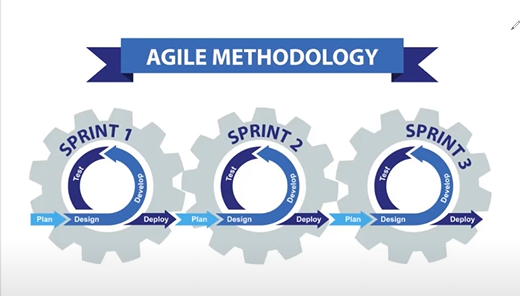 AGILE METHODOLOGY
SPRINT 1
Test
Develop
Plan
Design
Deploy
SPRINT 2
Test
Develop
Plan
Design
Deploy
SPRINT 3
Test
Develop
Plan
Design
Deploy